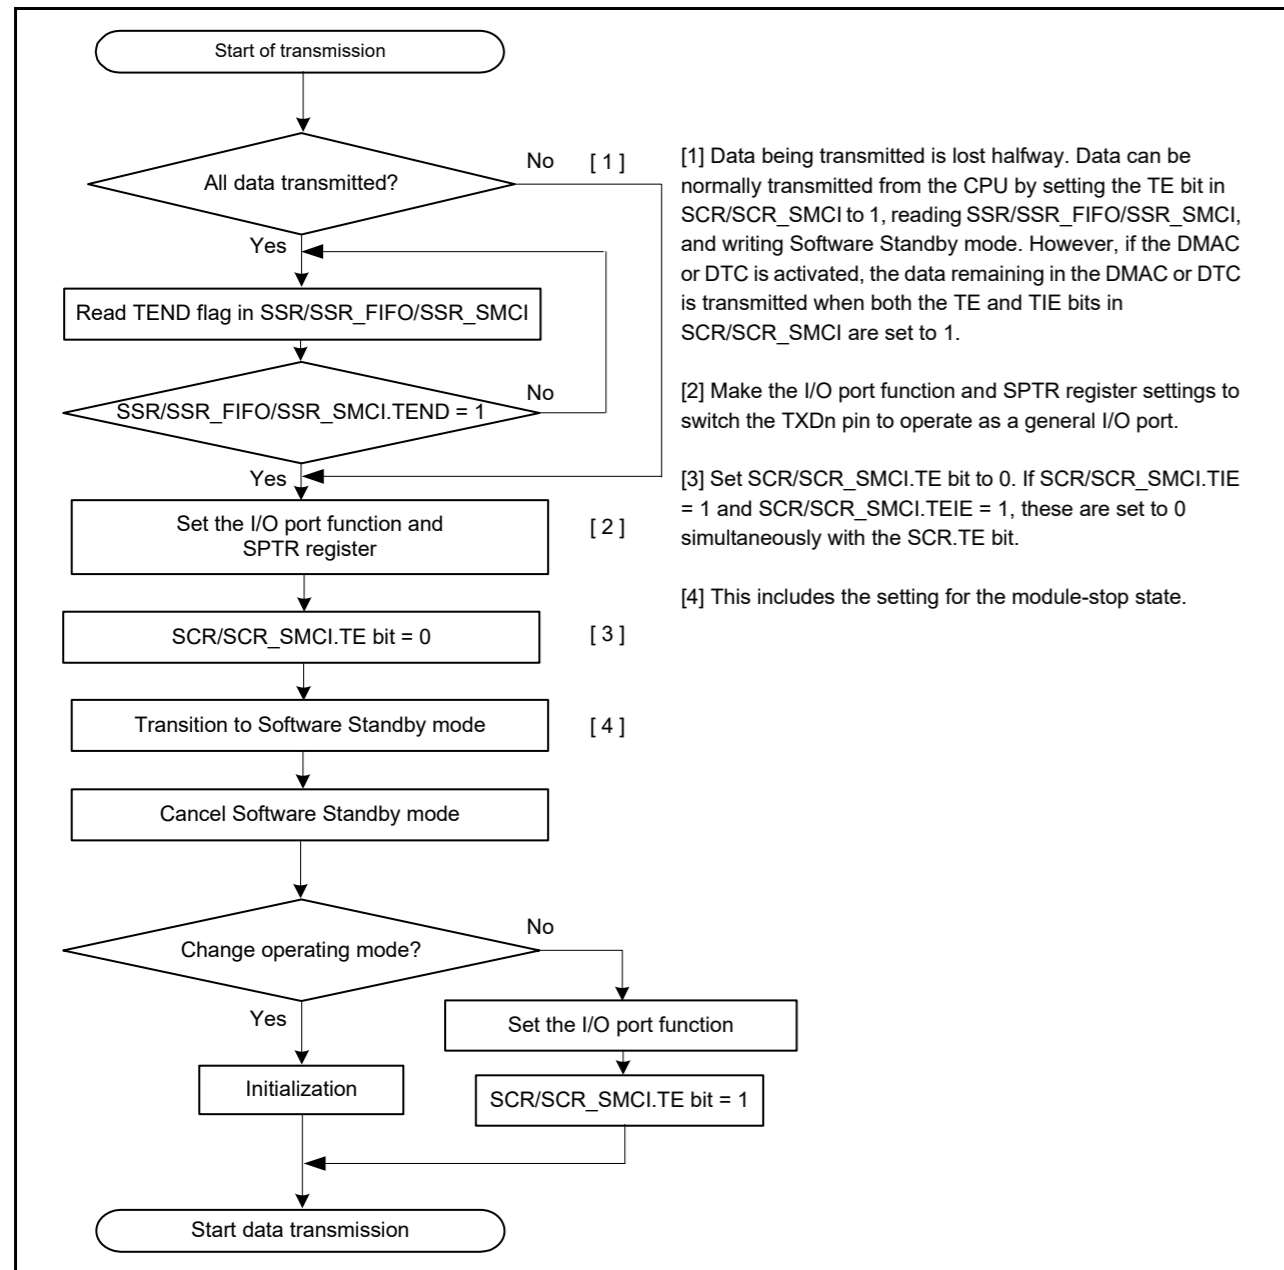 Start of transmission
All data transmitted?
No
[ 1 ]
Yes
Read TEND flag in SSR/SSR_FIFO/SSR_SMCI
SSR/SSR_FIFO/SSR_SMCI.TEND = 1
No
Yes
Set the I/O port function and
SPTR register
[ 2 ]
SCR/SCR_SMCI.TE bit = 0
[ 3 ]
Transition to Software Standby mode
[ 4 ]
Cancel Software Standby mode
Change operating mode?
No
Yes
Set the I/O port function
Initialization
SCR/SCR_SMCI.TE bit = 1
Start data transmission
[1] Data being transmitted is lost halfway. Data can be
normally transmitted from the CPU by setting the TE bit in
SCR/SCR_SMCI to 1, reading SSR/SSR_FIFO/SSR_SMCI,
and writing Software Standby mode. However, if the DMAC
or DTC is activated, the data remaining in the DMAC or DTC
is transmitted when both the TE and TIE bits in
SCR/SCR_SMCI are set to 1.
[2] Make the I/O port function and SPTR register settings to
switch the TXDn pin to operate as a general I/O port.
[3] Set SCR/SCR_SMCI.TE bit to 0. If SCR/SCR_SMCI.TIE
= 1 and SCR/SCR_SMCI.TEIE = 1, these are set to 0
simultaneously with the SCR.TE bit.
[4] This includes the setting for the module-stop state.